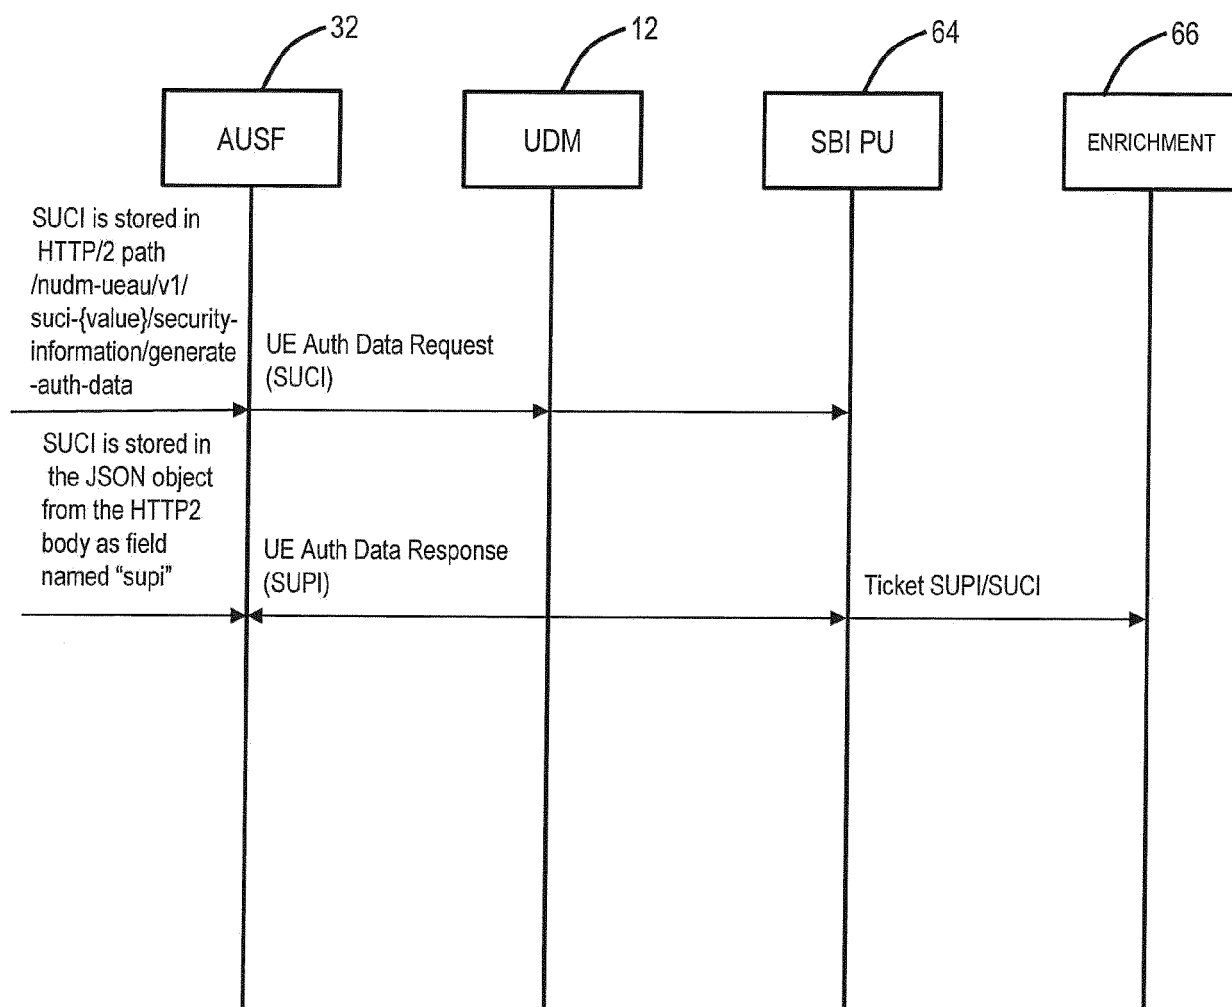 32
12
64
66
AUSF
UDM
SBI PU
ENRICHMENT
SUCI is stored in
HTTP/2 path
/nudm-ueau/v1/
suci-{value}/security-
information/generate
-auth-data
UE Auth Data Request
(SUCI)
SUCI is stored in
the JSON object
from the HTTP2
body as field
named “supi”
UE Auth Data Response
(SUPI)
Ticket SUPI/SUCI